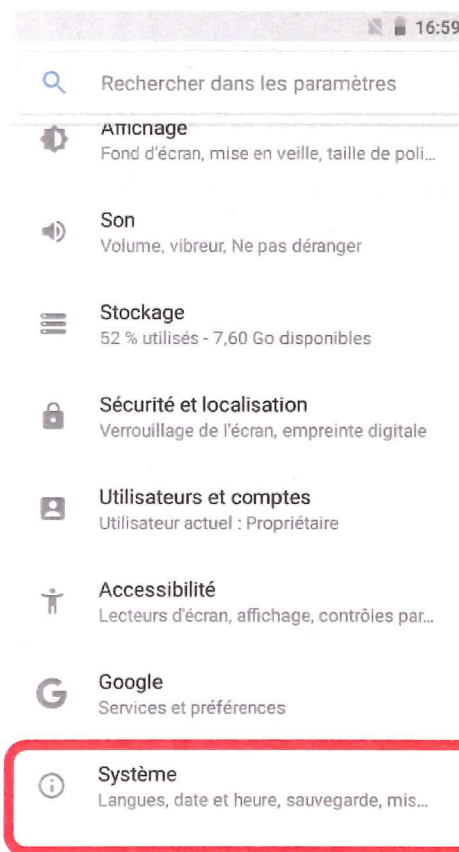 16:59
Rechercher dans les paramètres
Affichage
Fond d'écran, mise en veille, taille de poli...
Son
Volume, vibreur, Ne pas déranger
Stockage
52 % utilisés - 7,60 Go disponibles
Sécurité et localisation
Verrouillage de l'écran, empreinte digitale
Utilisateurs et comptes
Utilisateur actuel : Propriétaire
Accessibilité
Lecteurs d'écran, affichage, contrôles par...
Google
Services et préférences
Système
Langues, date et heure, sauvegarde, mis...